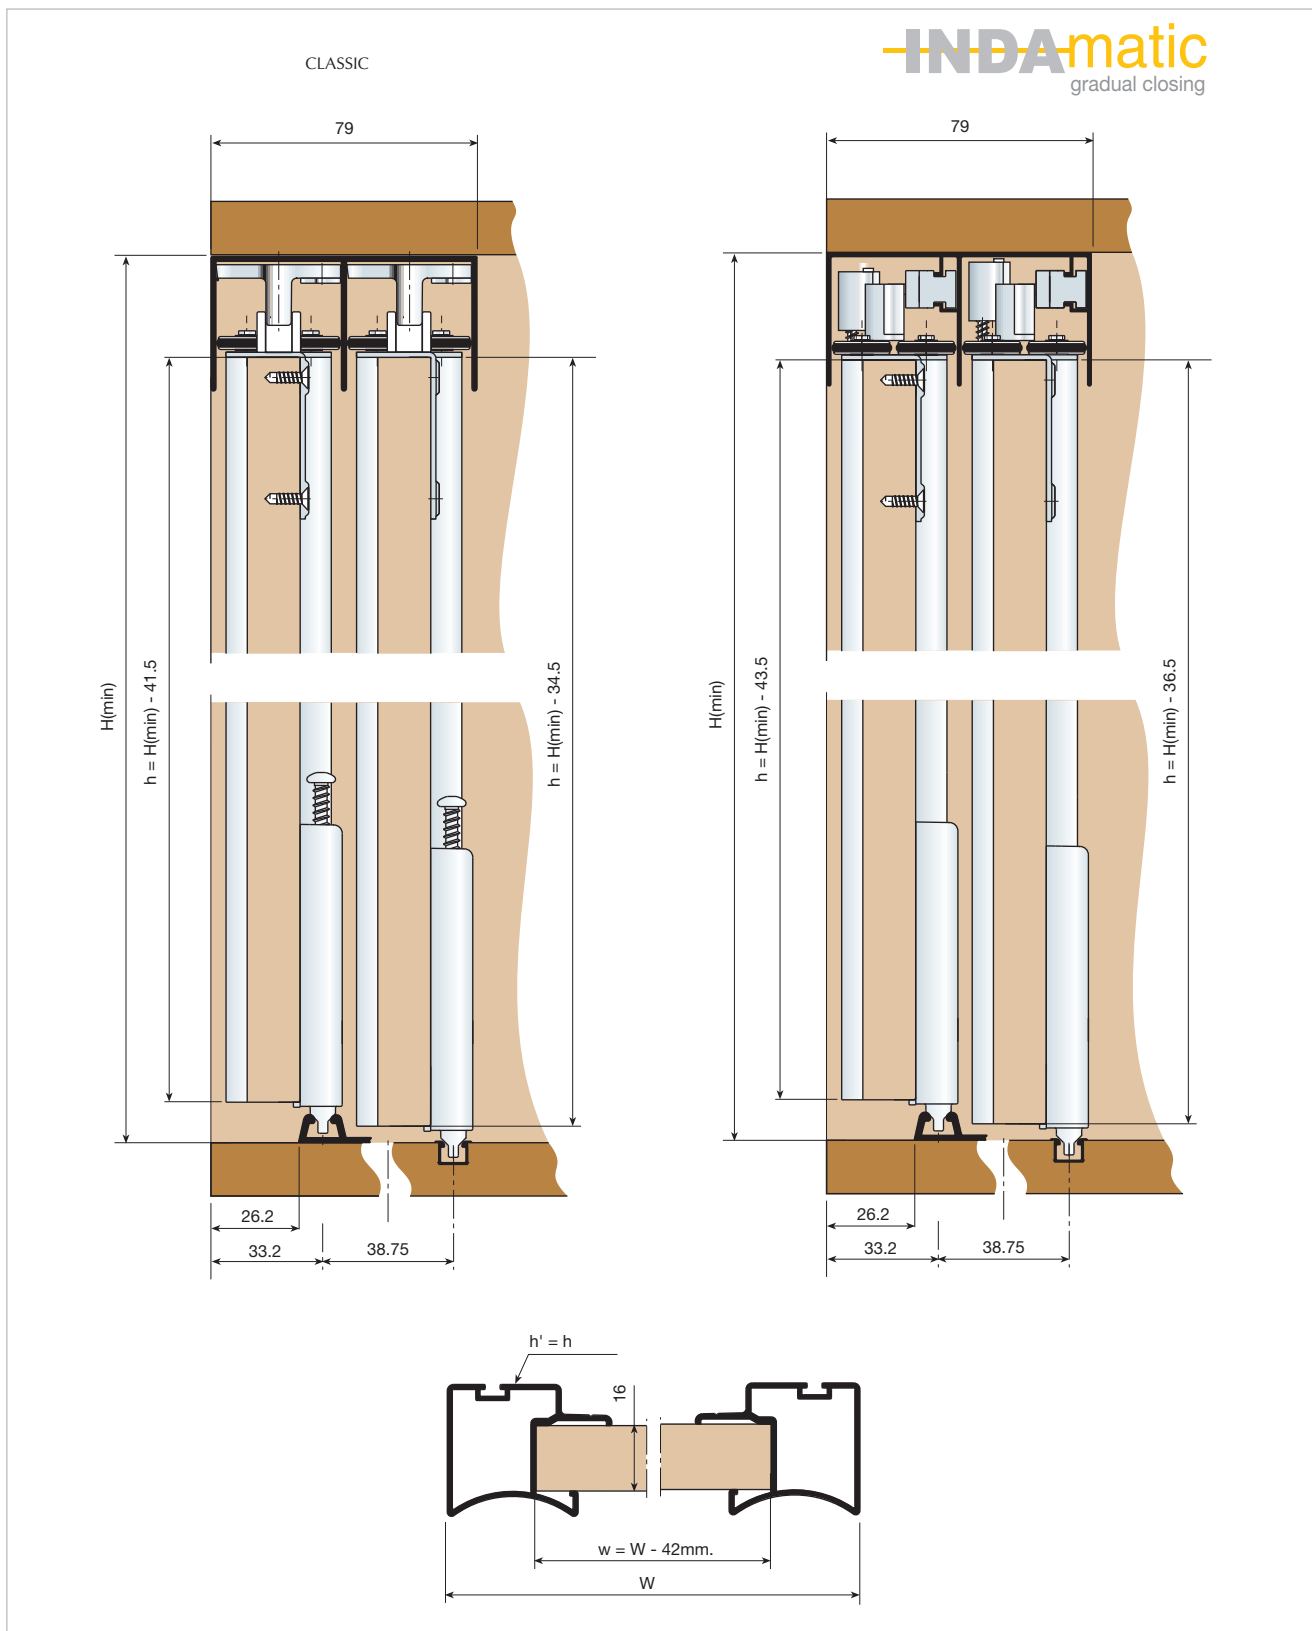 CLASSIC
INDAmatic
gradual closing
79
79
H(min)
h = H(min) - 41.5
h = H(min) - 34.5
H(min)
h = H(min) - 43.5
h = H(min) - 36.5
26.2
33.2
38.75
26.2
33.2
38.75
h' = h
16
w = W - 42mm.
W